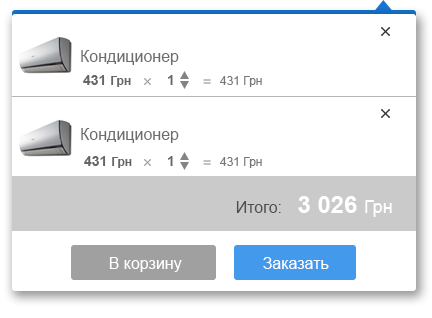 ×
Кондиционер
431 Грн × 1 = 431 Грн
×
Кондиционер
431 Грн × 1 = 431 Грн
Итого: 3 026 Грн
В корзину Заказать